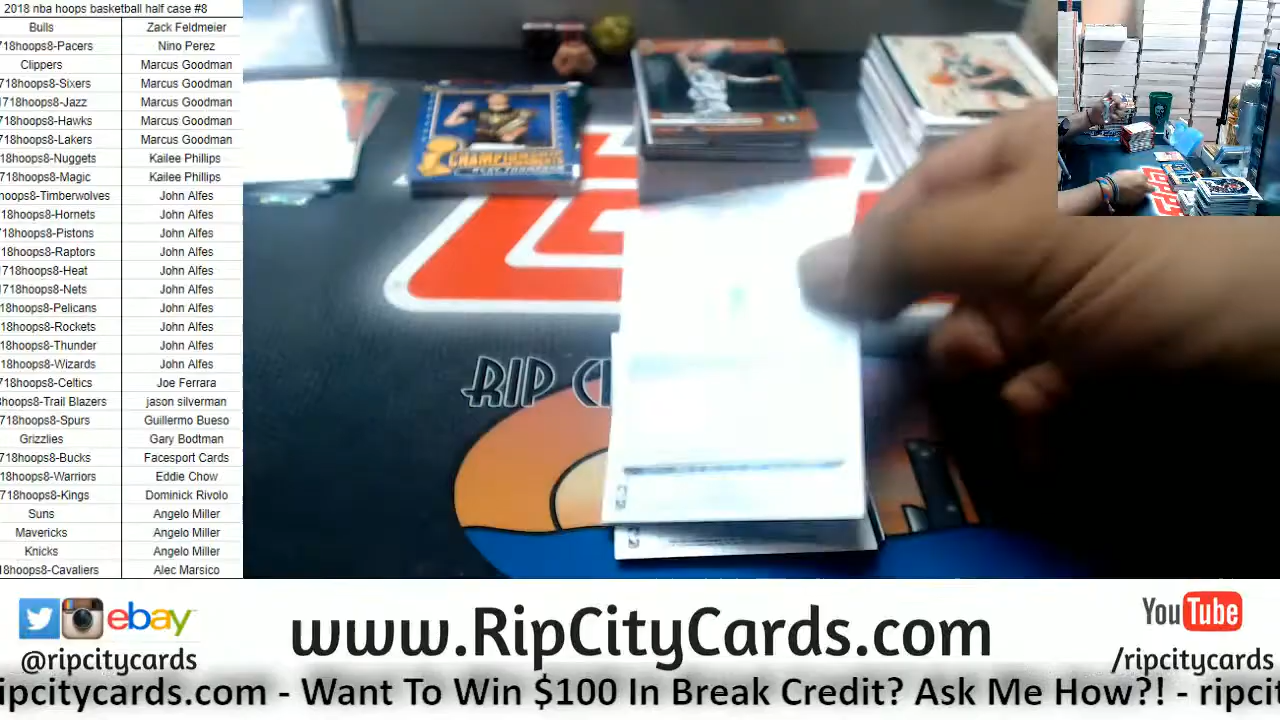 2018 nba hoops basketball half case #8
Bulls Zack Feldmeier
718hoops8-Pacers Nino Perez
Clippers Marcus Goodman
718hoops8-Sixers Marcus Goodman
1718hoops8-Jazz Marcus Goodman
718hoops8-Hawks Marcus Goodman
718hoops8-Lakers Marcus Goodman
18hoops8-Nuggets Kailee Phillips
718hoops8-Magic Kailee Phillips
hoops8-Timberwolves John Alfes
18hoops8-Hornets John Alfes
718hoops8-Pistons John Alfes
18hoops8-Raptors John Alfes
718hoops8-Heat John Alfes
718hoops8-Nets John Alfes
18hoops8-Pelicans John Alfes
18hoops8-Rockets John Alfes
18hoops8-Thunder John Alfes
18hoops8-Wizards John Alfes
718hoops8-Celtics Joe Ferrara
hoops8-Trail Blazers jason silverman
718hoops8-Spurs Guillermo Bueso
Grizzlies Gary Bodtman
718hoops8-Bucks Facesport Cards
18hoops8-Warriors Eddie Chow
718hoops8-Kings Dominick Rivolo
Suns Angelo Miller
Mavericks Angelo Miller
Knicks Angelo Miller
18hoops8-Cavaliers Alec Marsico
RIP CI
ebay
@ripcitycards
www.RipCityCards.com
YouTube
/ripcitycards
ipcitycards.com - Want To Win $100 In Break Credit? Ask Me How?! - ripcit